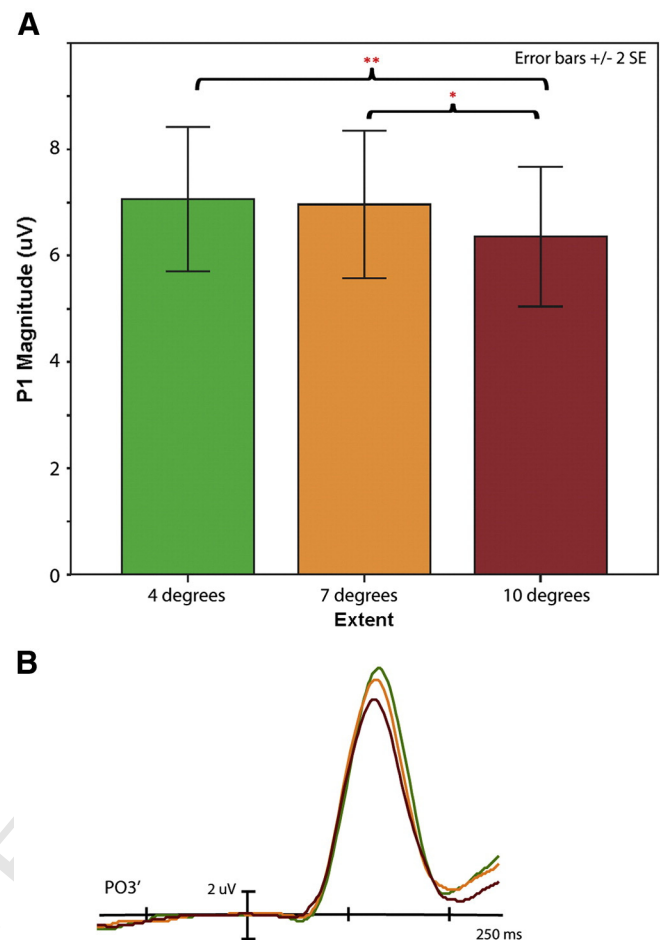 A
Error bars +/- 2 SE
**
*
8
6
4
2
0
P1 Magnitude (uV)
4 degrees 7 degrees 10 degrees
Extent
B
PO3′
2 uV
250 ms